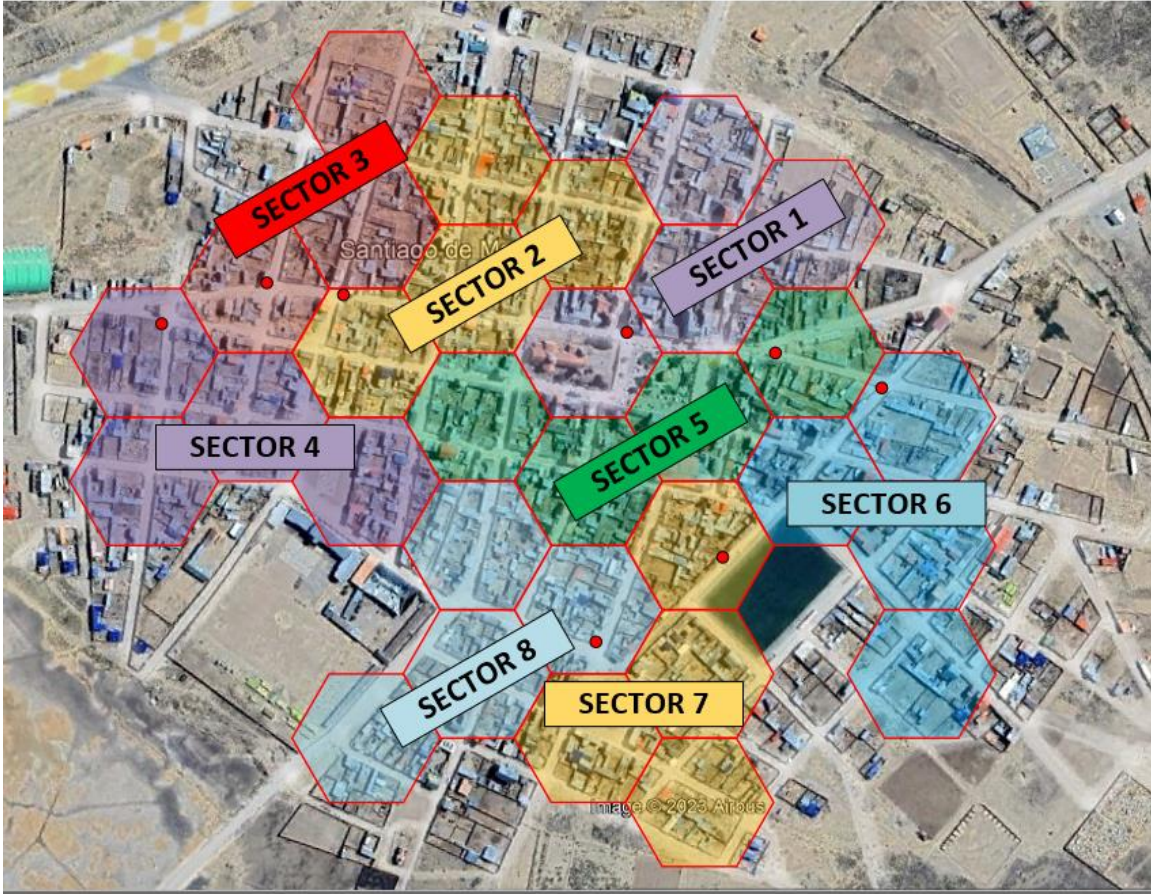 SECTOR 3
SECTOR 2
SECTOR 1
Santiago de M
SECTOR 4
SECTOR 5
SECTOR 6
SECTOR 8
SECTOR 7
Image © 2023 Airbus